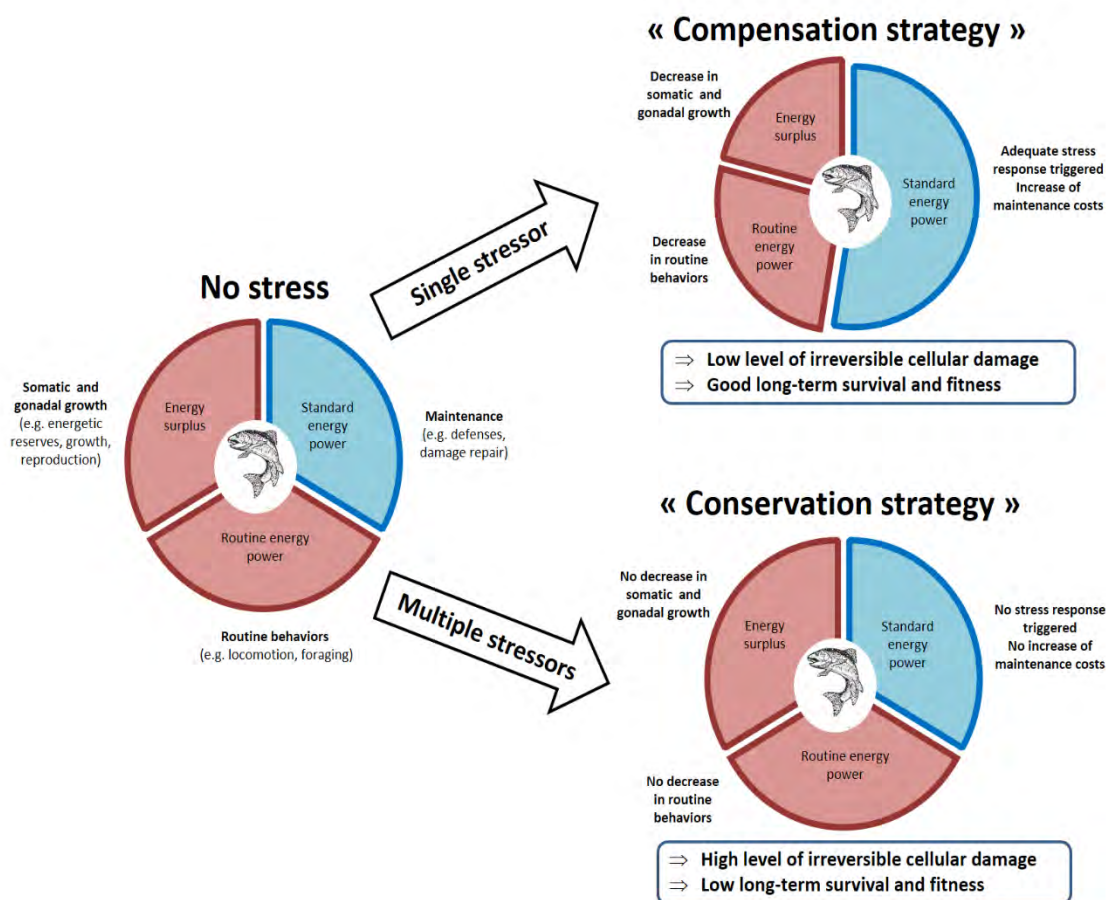 « Compensation strategy »
Decrease in
somatic and
gonadal growth
Energy
surplus
Standard
energy
power
Adequate stress
response triggered
Increase of
maintenance costs
Routine
energy
power
Decrease
in routine
behaviors
⇒ Low level of irreversible cellular damage
⇒ Good long-term survival and fitness
Single stressor
No stress
Somatic and
gonadal growth
(e.g. energetic
reserves, growth,
reproduction)
Energy
surplus
Standard
energy
power
Maintenance
(e.g. defenses,
damage repair)
Routine energy
power
Routine behaviors
(e.g. locomotion, foraging)
Multiple stressors
« Conservation strategy »
No decrease in
somatic and
gonadal growth
Energy
surplus
Standard
energy
power
No stress response
triggered
No increase of
maintenance costs
Routine energy
power
No decrease
in routine
behaviors
⇒ High level of irreversible cellular damage
⇒ Low long-term survival and fitness